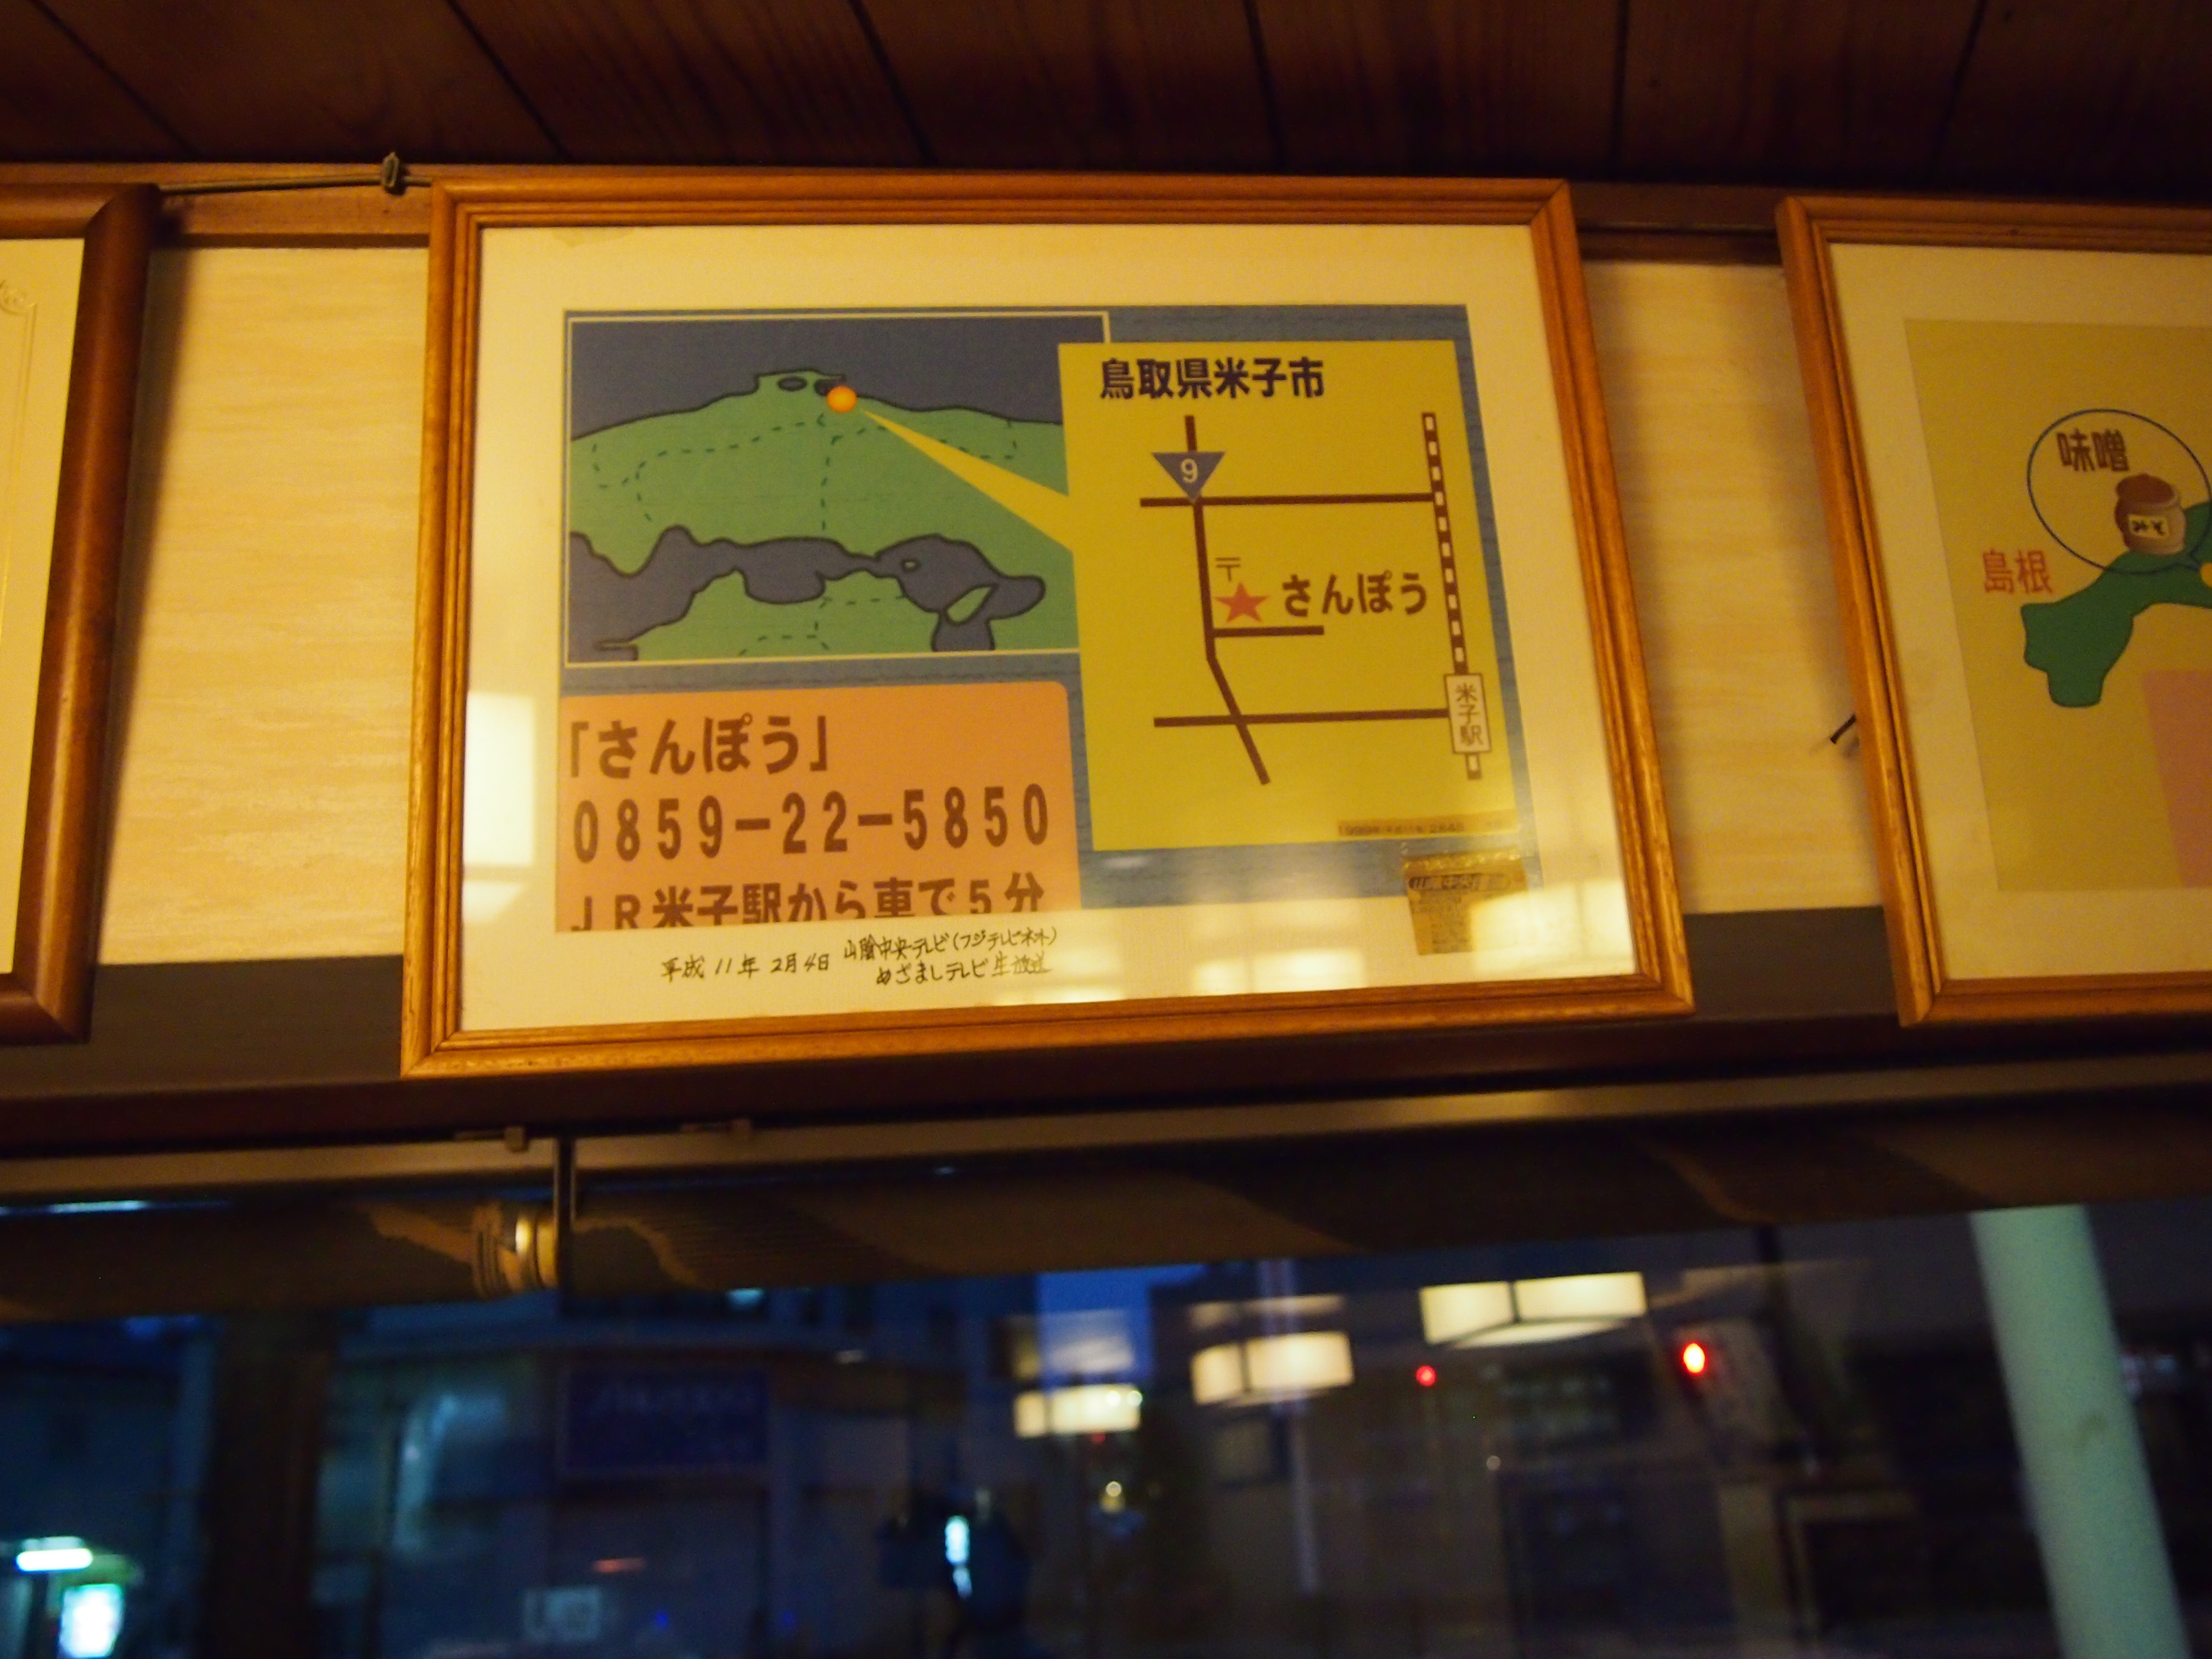 鳥取県米子市
9
〒
さんぽう
米子駅
「さんぽう」
0859-22-5850
JR米子駅から車で5分
平成11年2月4日 山陰中央テレビ(フジテレビネット)
めざましテレビ生放送
味噌
島根